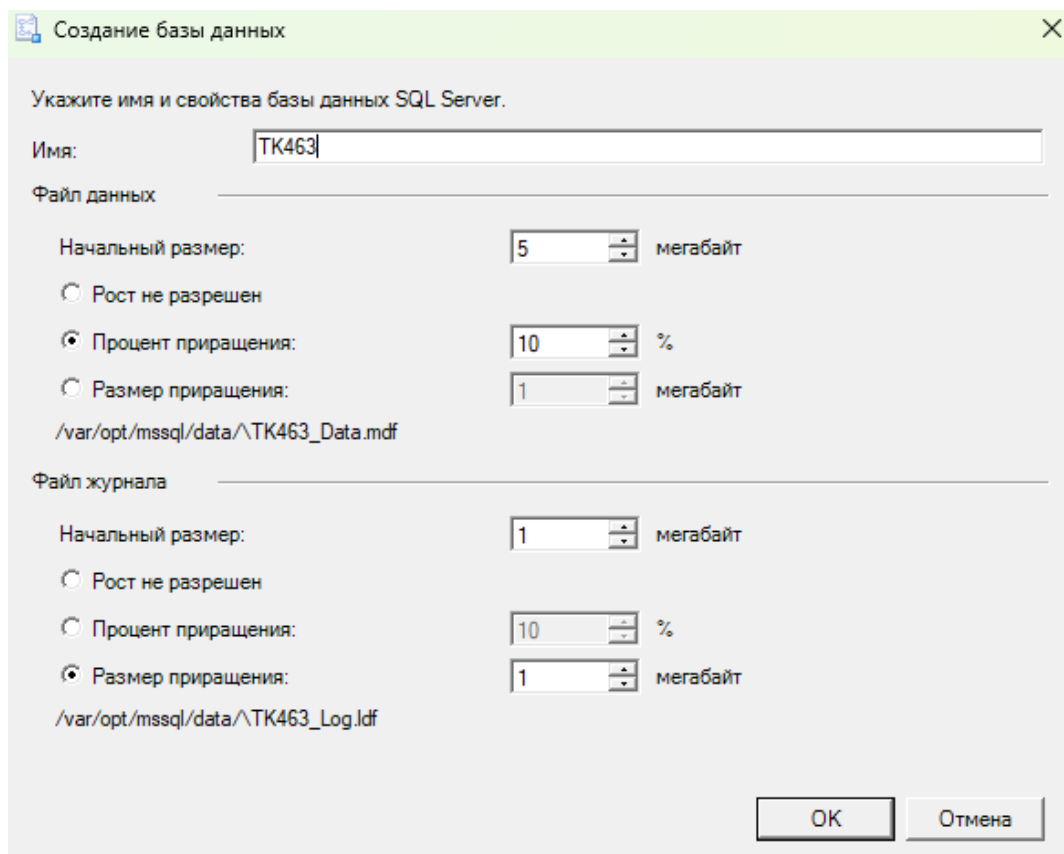 Создание базы данных
Укажите имя и свойства базы данных SQL Server.
Имя: TK463
Файл данных
Начальный размер: 5 мегабайт
Рост не разрешен
Процент приращения: 10 %
Размер приращения: 1 мегабайт
/var/opt/mssql/data/\TK463_Data.mdf
Файл журнала
Начальный размер: 1 мегабайт
Рост не разрешен
Процент приращения: 10 %
Размер приращения: 1 мегабайт
/var/opt/mssql/data/\TK463_Log.ldf
OK Отмена